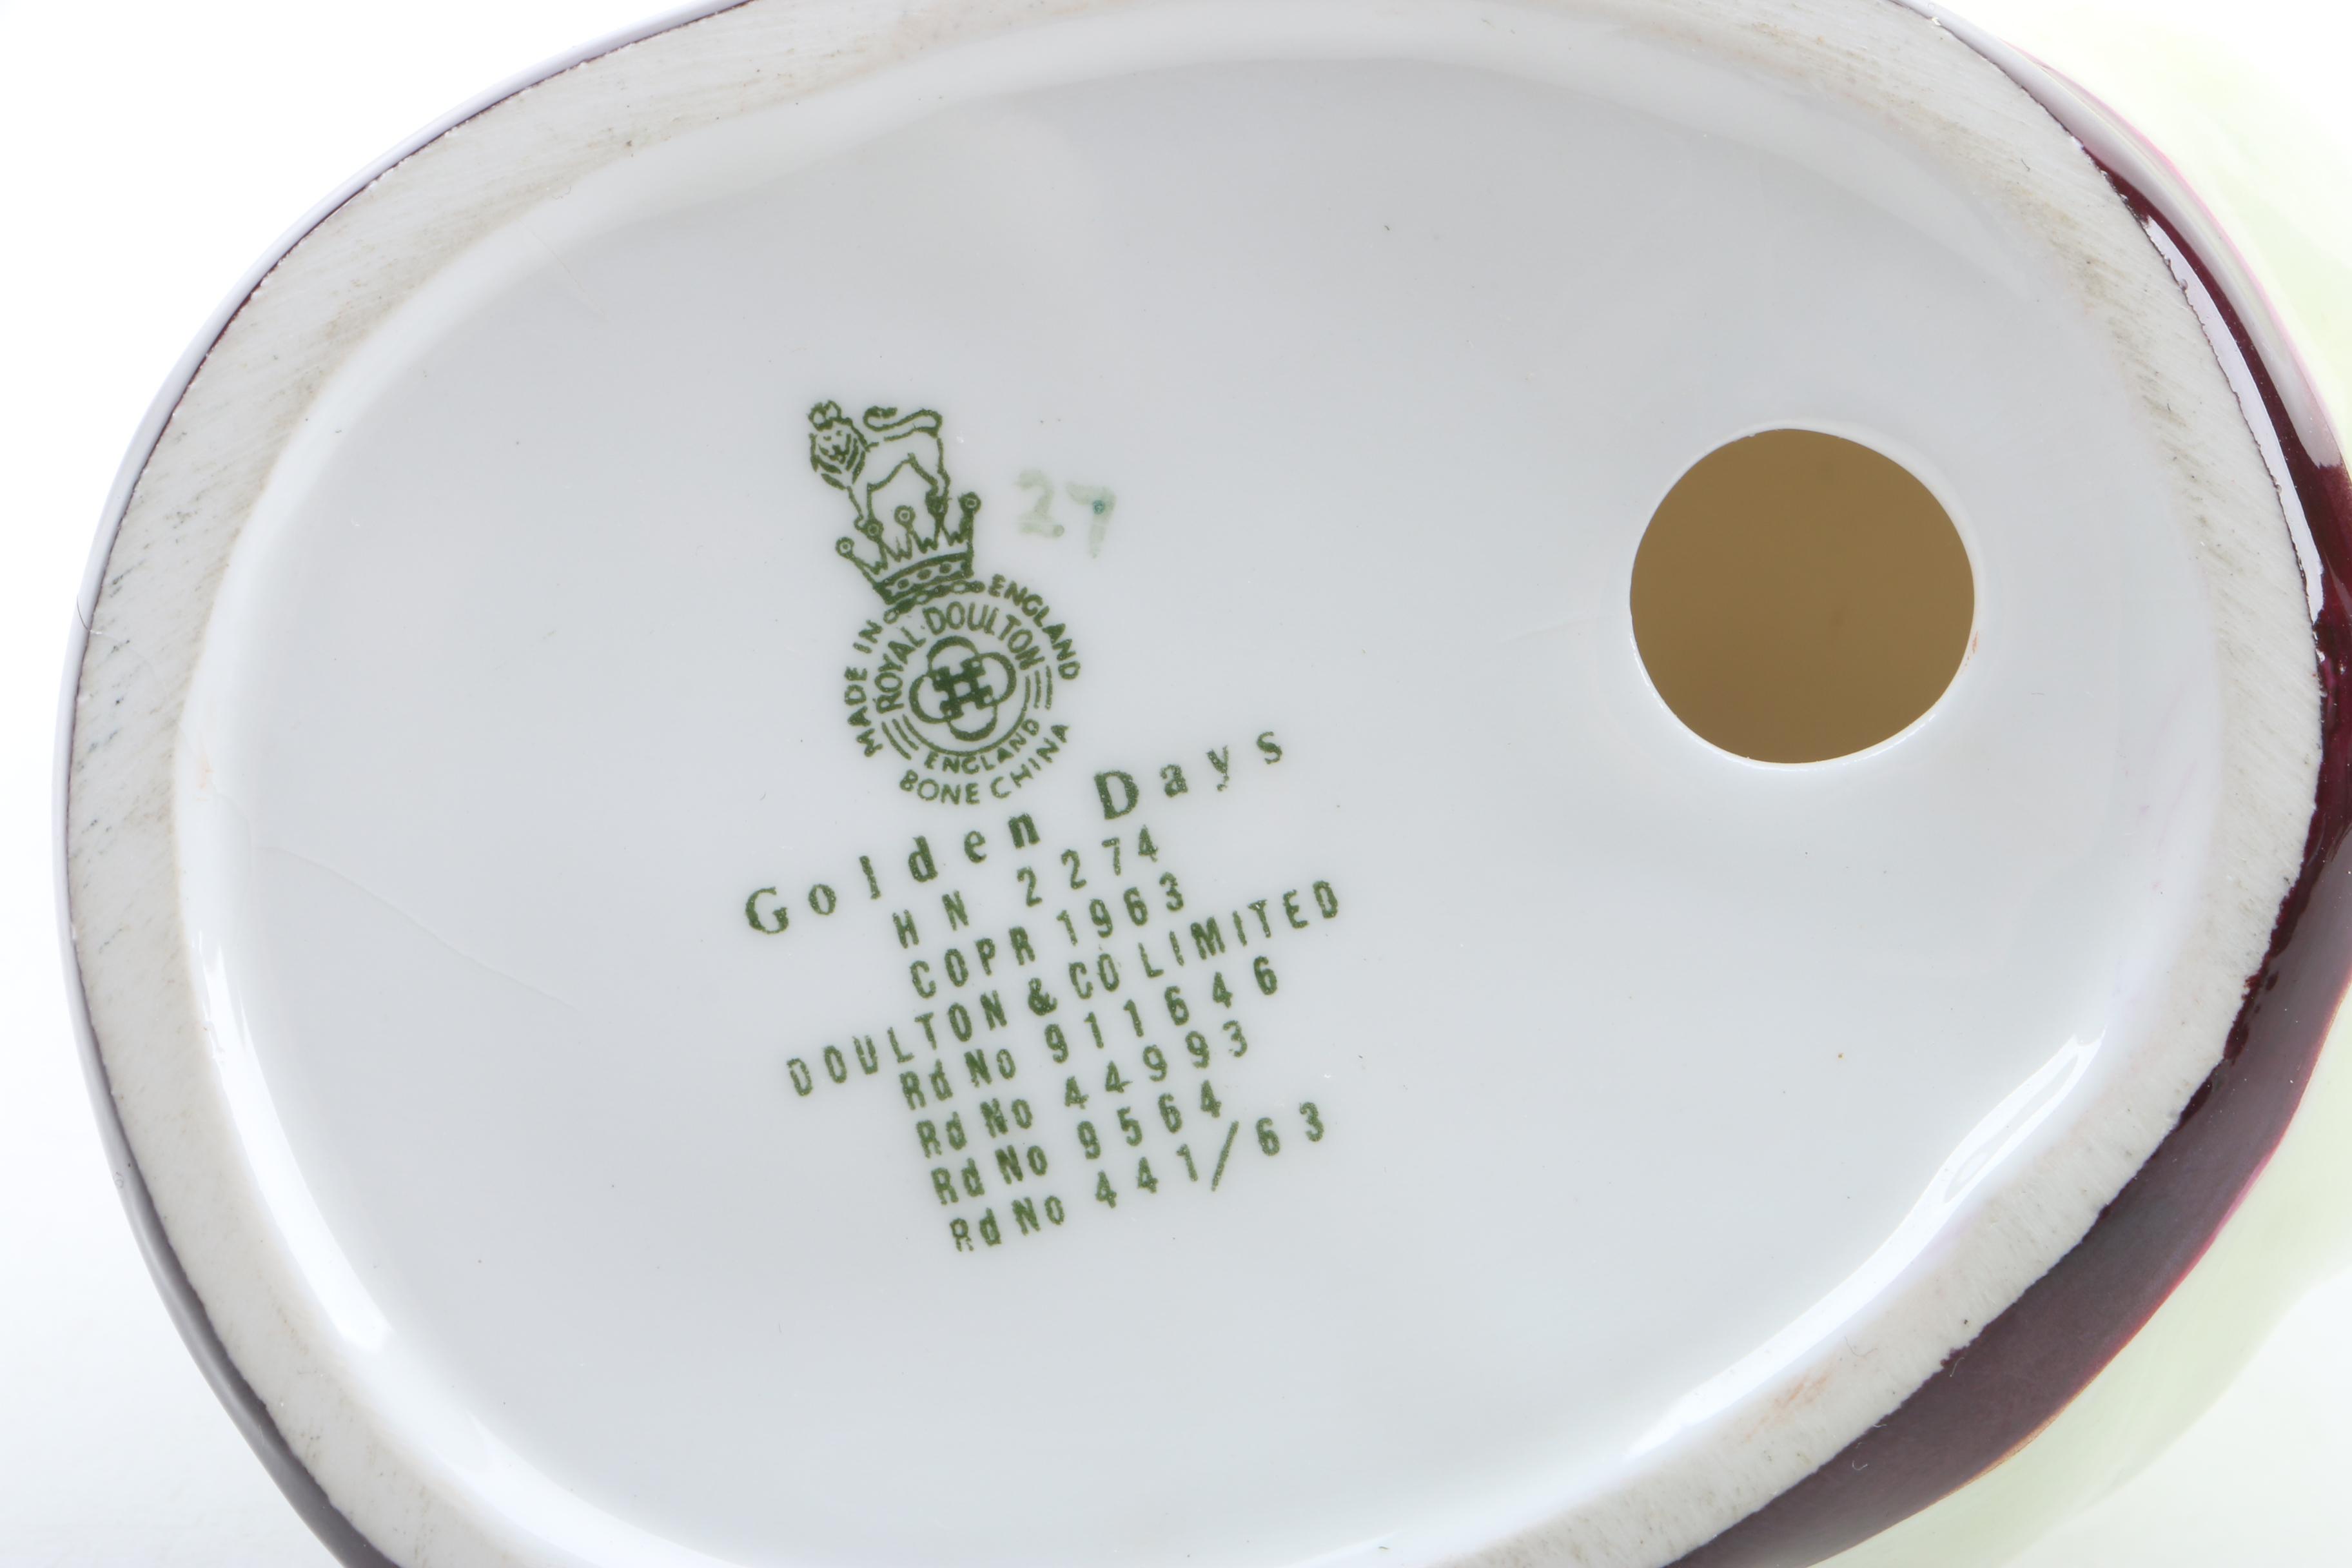 27
MADE IN ENGLAND
ROYAL DOULTON
ENGLAND
BONE CHINA
Golden Days
HN 2274
COPR 1963
DOULTON & CO LIMITED
Rd No 911646
Rd No 44993
Rd No 9564
Rd No 441/63